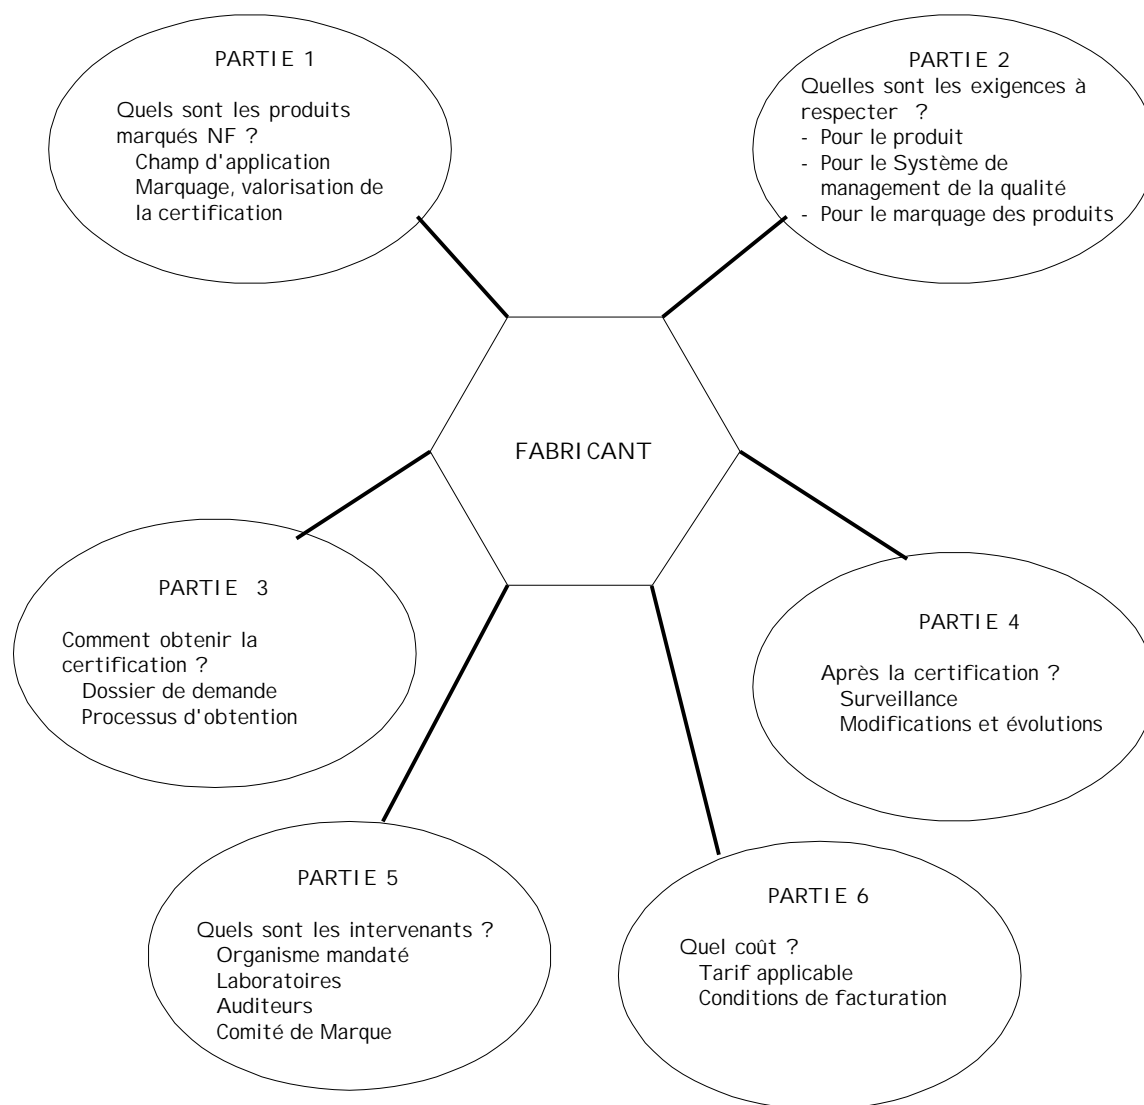 PARTIE 1
Quels sont les produits
marqués NF ?
Champ d'application
Marquage, valorisation de
la certification
PARTIE 2
Quelles sont les exigences à
respecter ?
- Pour le produit
- Pour le Système de
management de la qualité
- Pour le marquage des produits
FABRICANT
PARTIE 3
Comment obtenir la
certification ?
Dossier de demande
Processus d'obtention
PARTIE 4
Après la certification ?
Surveillance
Modifications et évolutions
PARTIE 5
Quels sont les intervenants ?
Organisme mandaté
Laboratoires
Auditeurs
Comité de Marque
PARTIE 6
Quel coût ?
Tarif applicable
Conditions de facturation